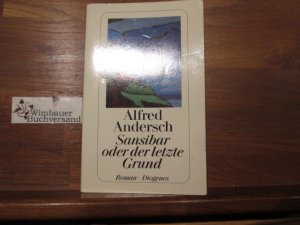 Alfred
Andersch
Sansibar
oder der letzte
Grund
Roman · Diogenes
Wimbauer
Buchversand